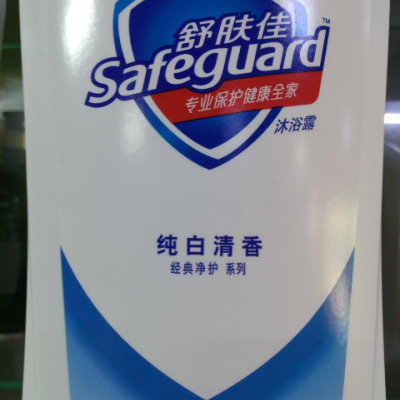 舒肤佳
Safeguard™
专业保护健康全家
沐浴露
纯白清香
经典净护 系列